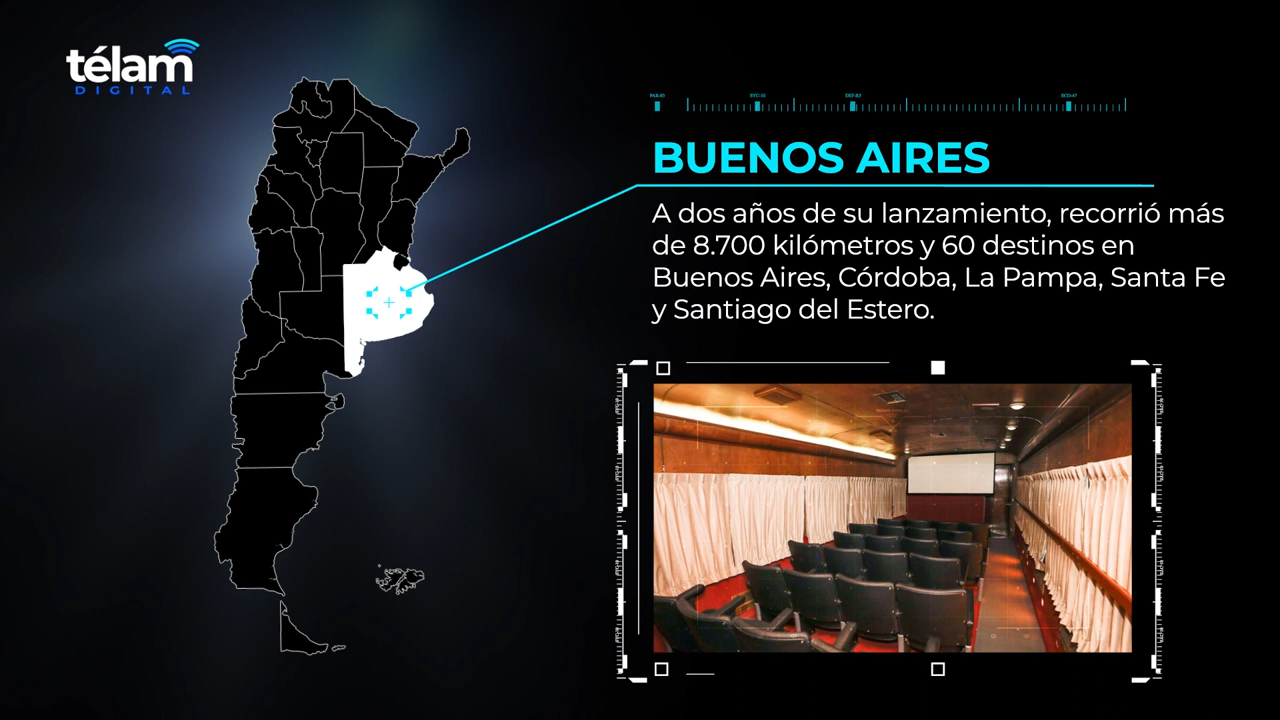 télam
DIGITAL
BUENOS AIRES
A dos años de su lanzamiento, recorrió más
de 8.700 kilómetros y 60 destinos en
Buenos Aires, Córdoba, La Pampa, Santa Fe
y Santiago del Estero.